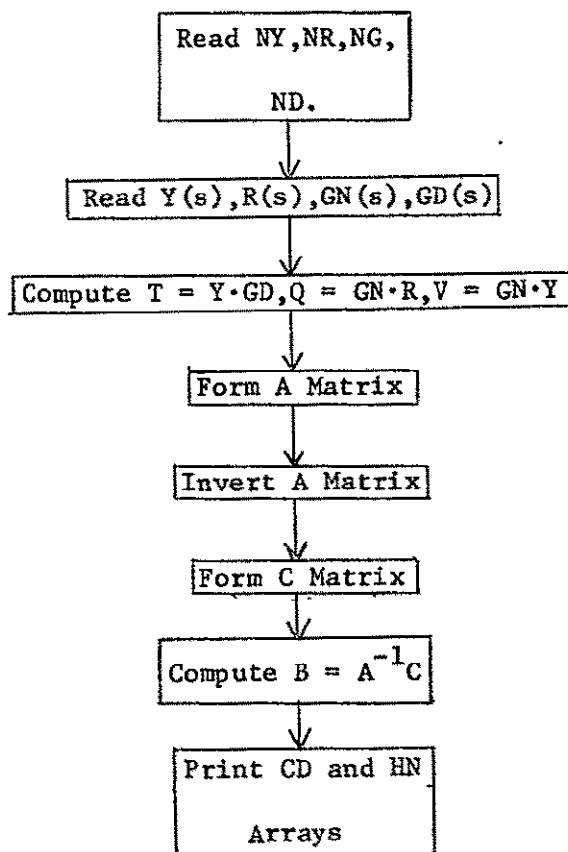 Read NY,NR,NG,
ND.
Read Y(s),R(s),GN(s),GD(s)
Compute T = Y·GD,Q = GN·R,V = GN·Y
Form A Matrix
Invert A Matrix
Form C Matrix
Compute B = A⁻¹C
Print CD and HN
Arrays